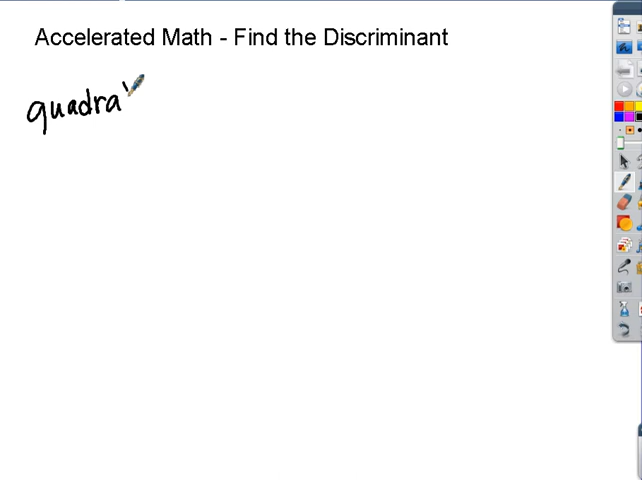 Accelerated Math - Find the Discriminant
quadra